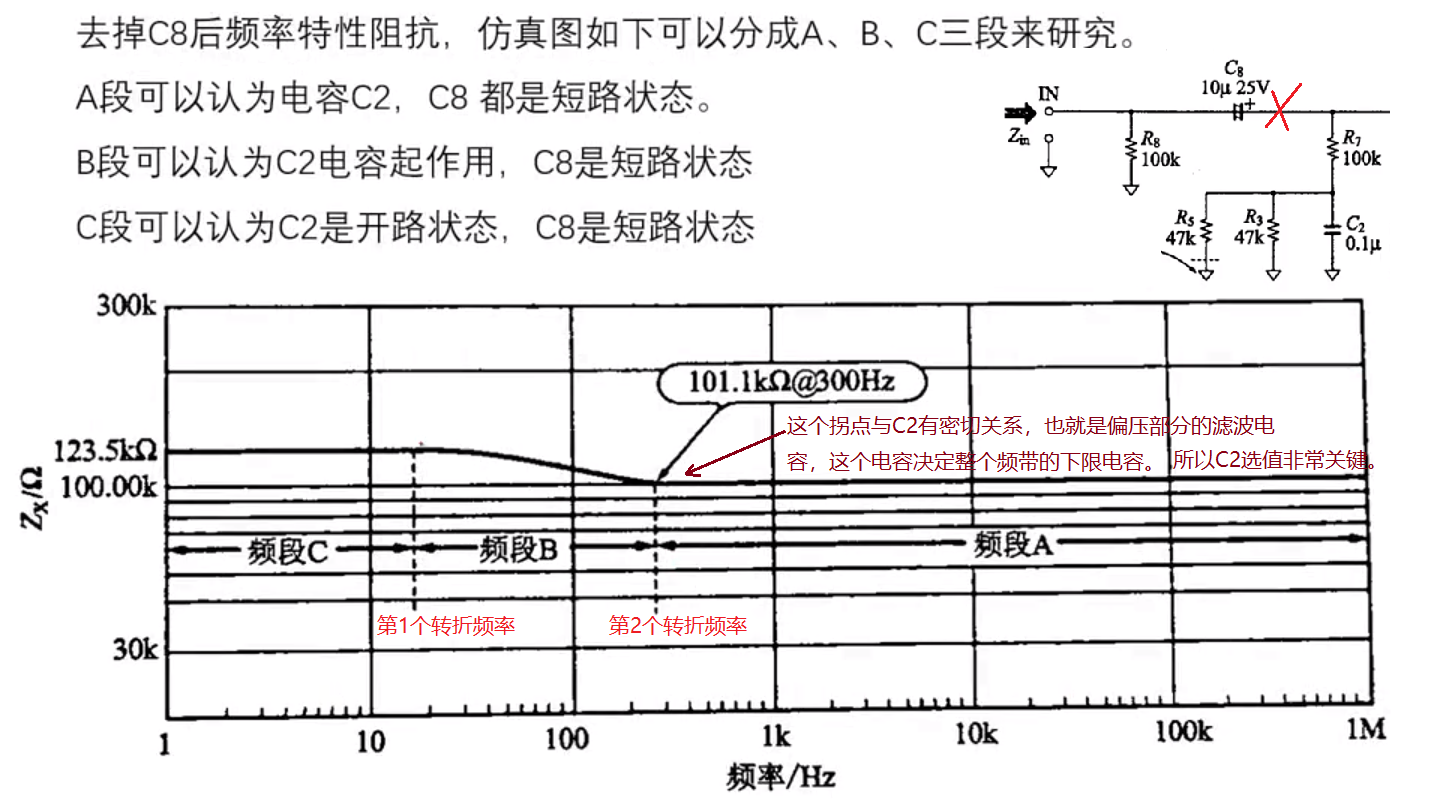 去掉C8后频率特性阻抗，仿真图如下可以分成A、B、C三段来研究。
A段可以认为电容C2，C8 都是短路状态。
B段可以认为C2电容起作用，C8是短路状态
C段可以认为C2是开路状态，C8是短路状态
C8
10μ 25V
+
IN
Zin
R8
100k
R7
100k
R5
47k
R3
47k
C2
0.1μ
300k
101.1kΩ@300Hz
这个拐点与C2有密切关系，也就是偏压部分的滤波电
容，这个电容决定整个频带的下限电容。 所以C2选值非常关键。
123.5kΩ
100.00k
ZX/Ω
频段C
频段B
频段A
第1个转折频率
第2个转折频率
30k
1
10
100
1k
10k
100k
1M
频率/Hz